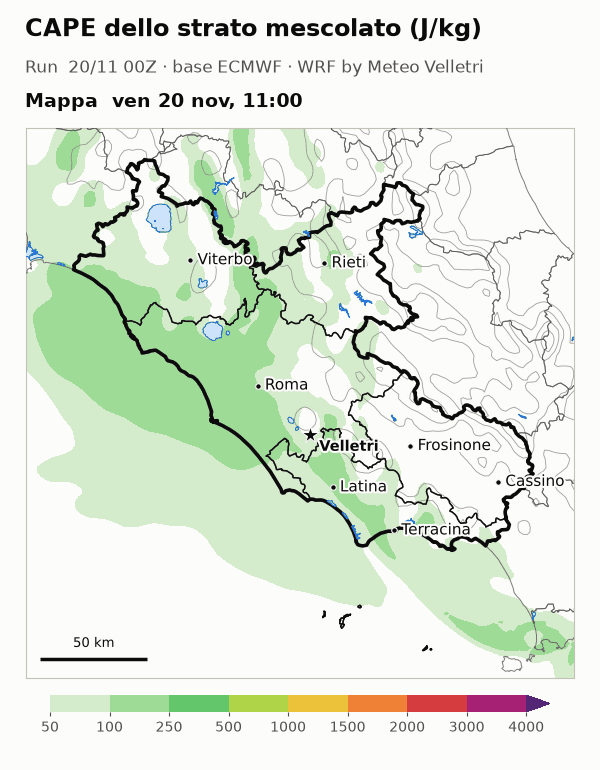 CAPE dello strato mescolato (J/kg)
Run  20/11 00Z · base ECMWF · WRF by Meteo Velletri
Mappa  ven 20 nov, 11:00
Viterbo
Rieti
Roma
Velletri
Frosinone
Cassino
Latina
Terracina
50 km
50 100 250 500 1000 1500 2000 3000 4000